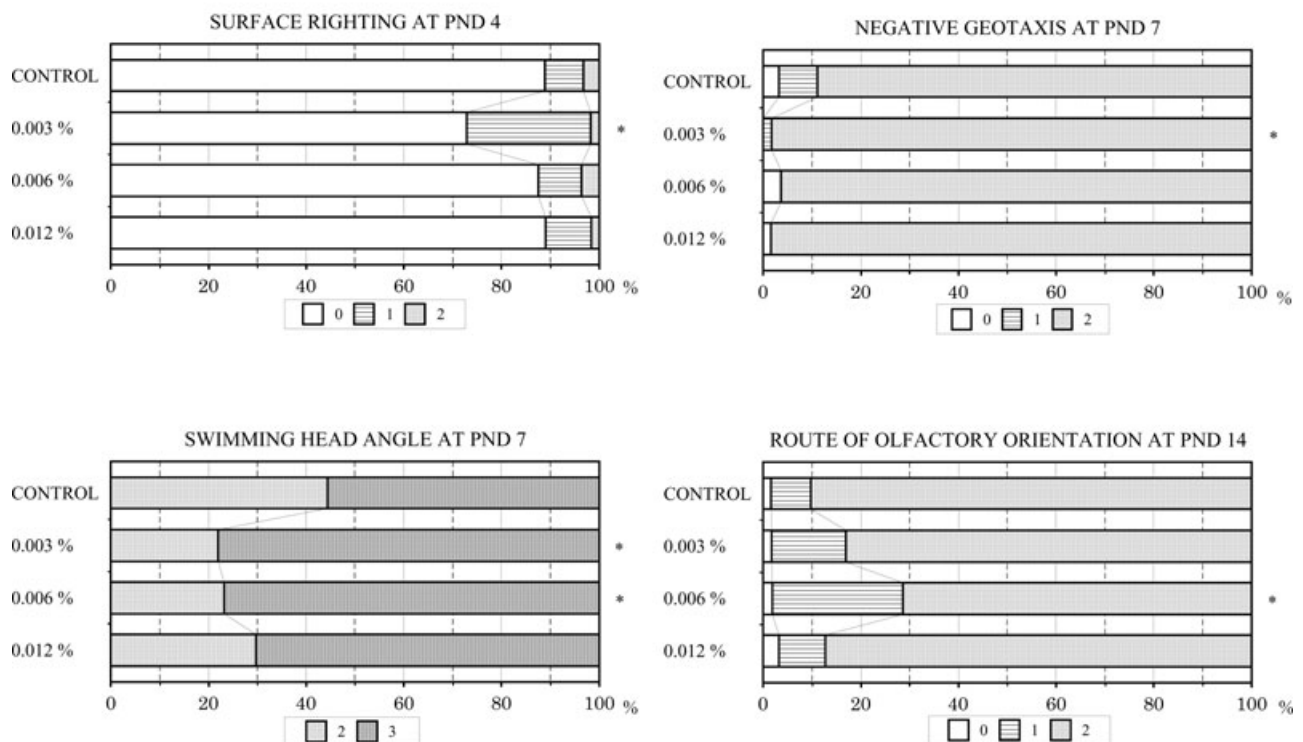 SURFACE RIGHTING AT PND 4
CONTROL
0.003 %
*
0.006 %
0.012 %
0 20 40 60 80 100 %
0 1 2
NEGATIVE GEOTAXIS AT PND 7
CONTROL
0.003 %
*
0.006 %
0.012 %
0 20 40 60 80 100 %
0 1 2
SWIMMING HEAD ANGLE AT PND 7
CONTROL
0.003 %
*
0.006 %
*
0.012 %
0 20 40 60 80 100 %
2 3
ROUTE OF OLFACTORY ORIENTATION AT PND 14
CONTROL
0.003 %
0.006 %
*
0.012 %
0 20 40 60 80 100 %
0 1 2